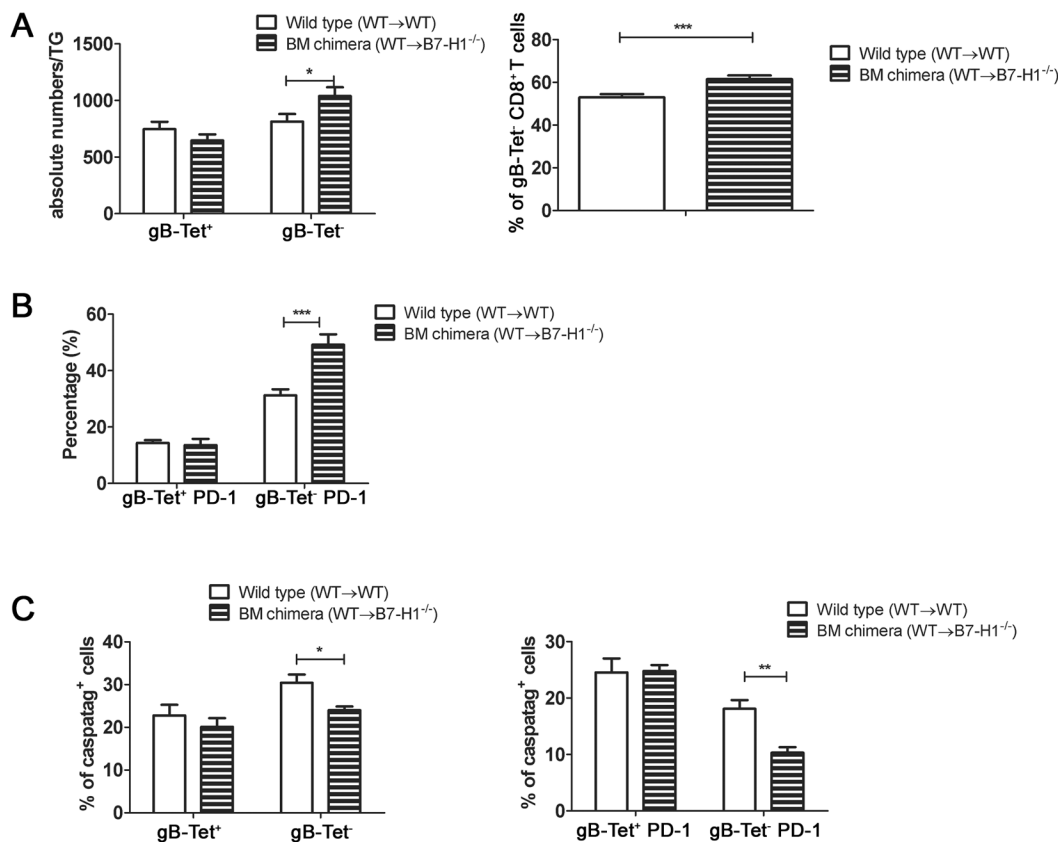 A
Wild type (WT→WT)
BM chimera (WT→B7-H1-/-)
absolute numbers/TG
1500
1000
500
0
*
gB-Tet+
gB-Tet-
% of gB-Tet- CD8+ T cells
80
60
40
20
0
***
Wild type (WT→WT)
BM chimera (WT→B7-H1-/-)
B
Percentage (%)
60
40
20
0
***
gB-Tet+ PD-1
gB-Tet- PD-1
Wild type (WT→WT)
BM chimera (WT→B7-H1-/-)
C
Wild type (WT→WT)
BM chimera (WT→B7-H1-/-)
% of caspatag+ cells
40
30
20
10
0
*
gB-Tet+
gB-Tet-
Wild type (WT→WT)
BM chimera (WT→B7-H1-/-)
% of caspatag+ cells
30
20
10
0
**
gB-Tet+ PD-1
gB-Tet- PD-1